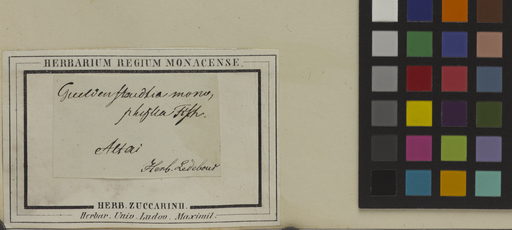 HERBARIUM REGIUM MONACENSE.
Gueldenstaedtia mono,
phylla Fisch.
Altai
Herb. Ledebour
HERB. ZUCCARINII.
Herbar. Univ. Ludov. Maximil.